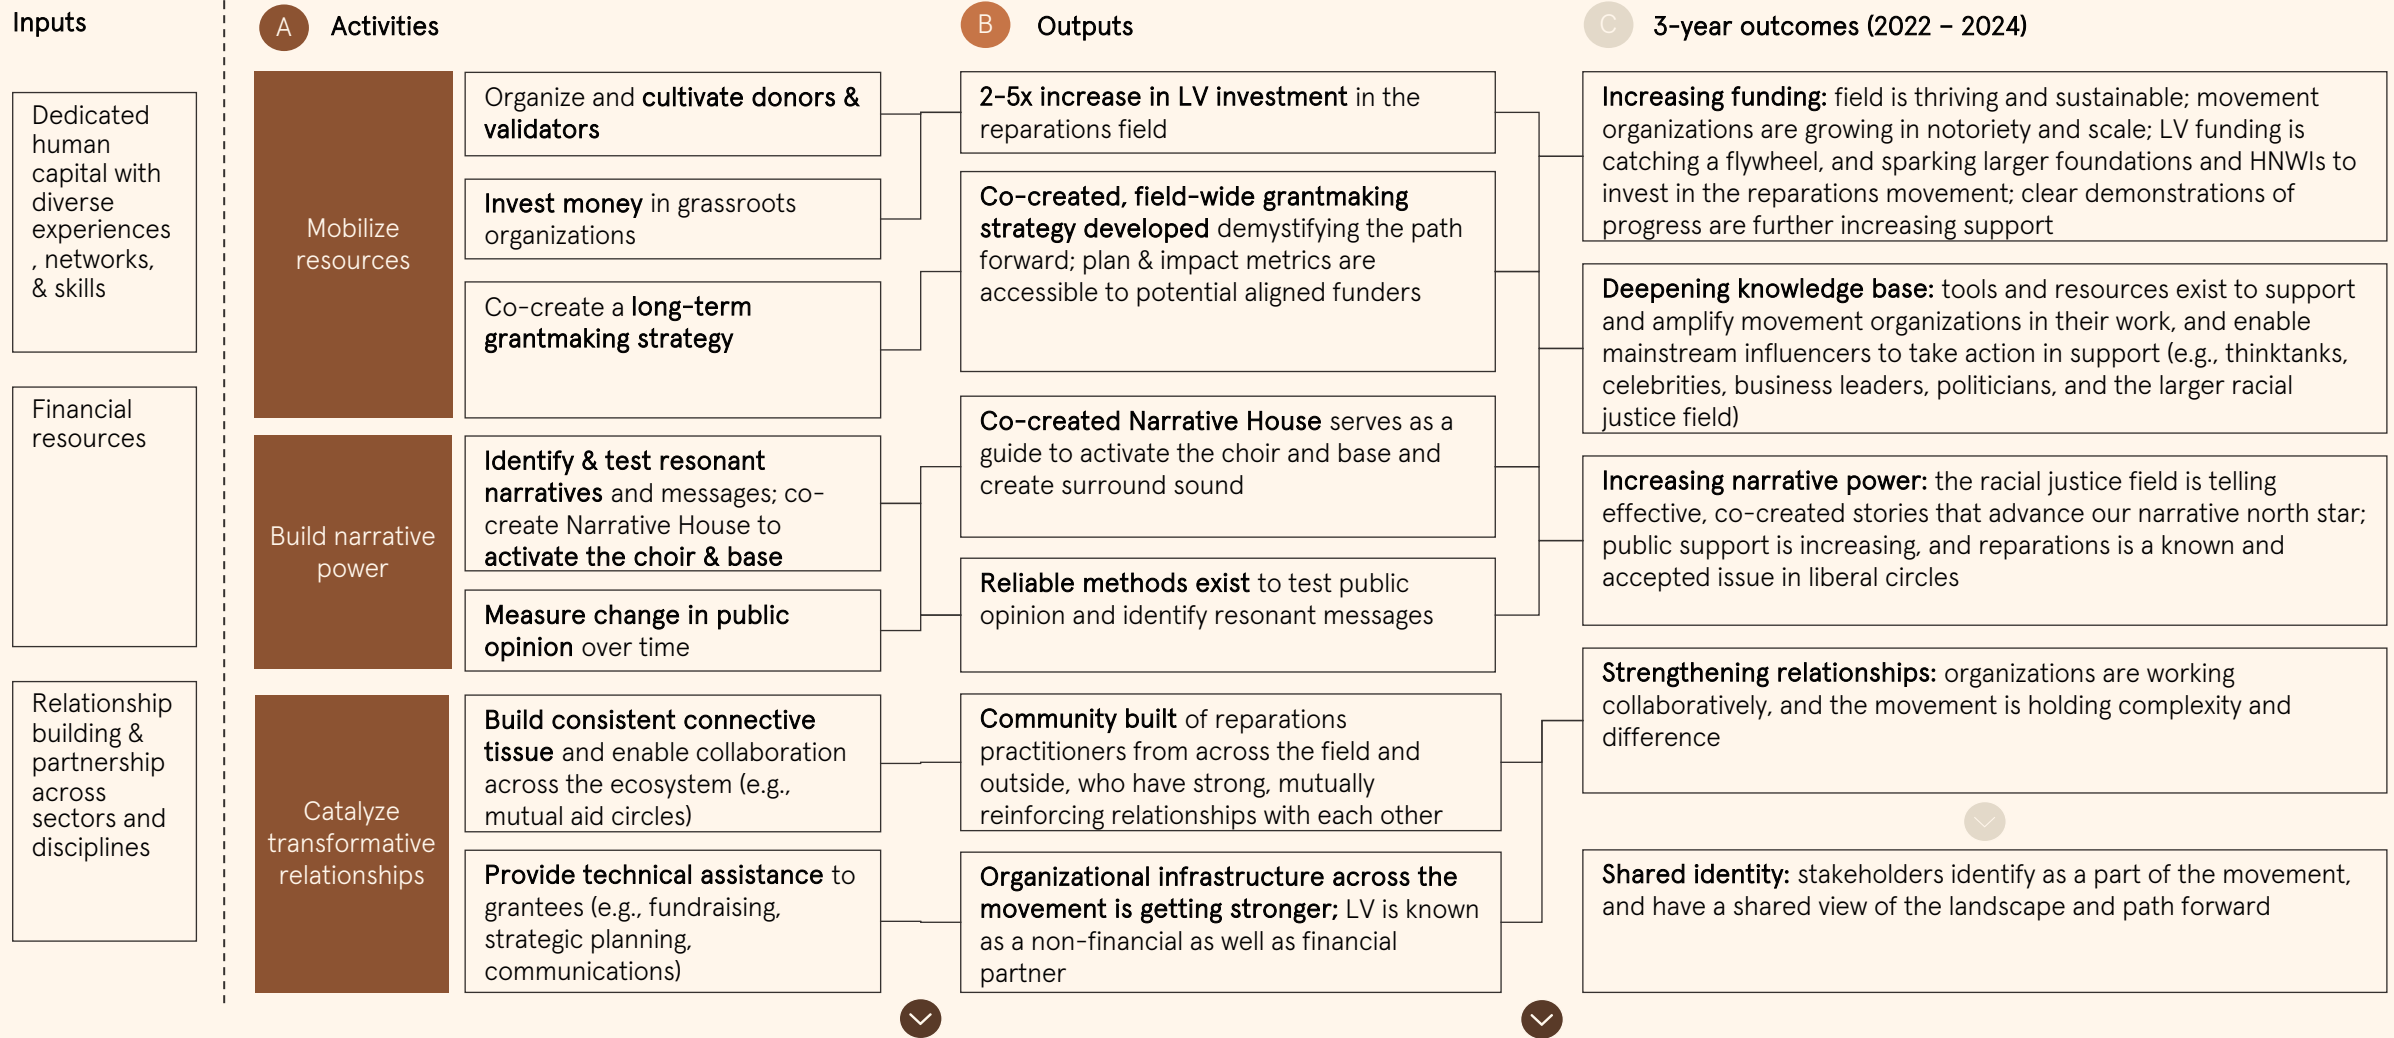 Inputs
Dedicated
human
capital with
diverse
experiences
, networks,
& skills
Financial
resources
Relationship
building &
partnership
across
sectors and
disciplines
A
Activities
Mobilize
resources
Organize and cultivate donors &
validators
Invest money in grassroots
organizations
Co-create a long-term
grantmaking strategy
Build narrative
power
Identify & test resonant
narratives and messages; co-
create Narrative House to
activate the choir & base
Measure change in public
opinion over time
Catalyze
transformative
relationships
Build consistent connective
tissue and enable collaboration
across the ecosystem (e.g.,
mutual aid circles)
Provide technical assistance to
grantees (e.g., fundraising,
strategic planning,
communications)
B
Outputs
2-5x increase in LV investment in the
reparations field
Co-created, field-wide grantmaking
strategy developed demystifying the path
forward; plan & impact metrics are
accessible to potential aligned funders
Co-created Narrative House serves as a
guide to activate the choir and base and
create surround sound
Reliable methods exist to test public
opinion and identify resonant messages
Community built of reparations
practitioners from across the field and
outside, who have strong, mutually
reinforcing relationships with each other
Organizational infrastructure across the
movement is getting stronger; LV is known
as a non-financial as well as financial
partner
C
3-year outcomes (2022 – 2024)
Increasing funding: field is thriving and sustainable; movement
organizations are growing in notoriety and scale; LV funding is
catching a flywheel, and sparking larger foundations and HNWIs to
invest in the reparations movement; clear demonstrations of
progress are further increasing support
Deepening knowledge base: tools and resources exist to support
and amplify movement organizations in their work, and enable
mainstream influencers to take action in support (e.g., thinktanks,
celebrities, business leaders, politicians, and the larger racial
justice field)
Increasing narrative power: the racial justice field is telling
effective, co-created stories that advance our narrative north star;
public support is increasing, and reparations is a known and
accepted issue in liberal circles
Strengthening relationships: organizations are working
collaboratively, and the movement is holding complexity and
difference
Shared identity: stakeholders identify as a part of the movement,
and have a shared view of the landscape and path forward